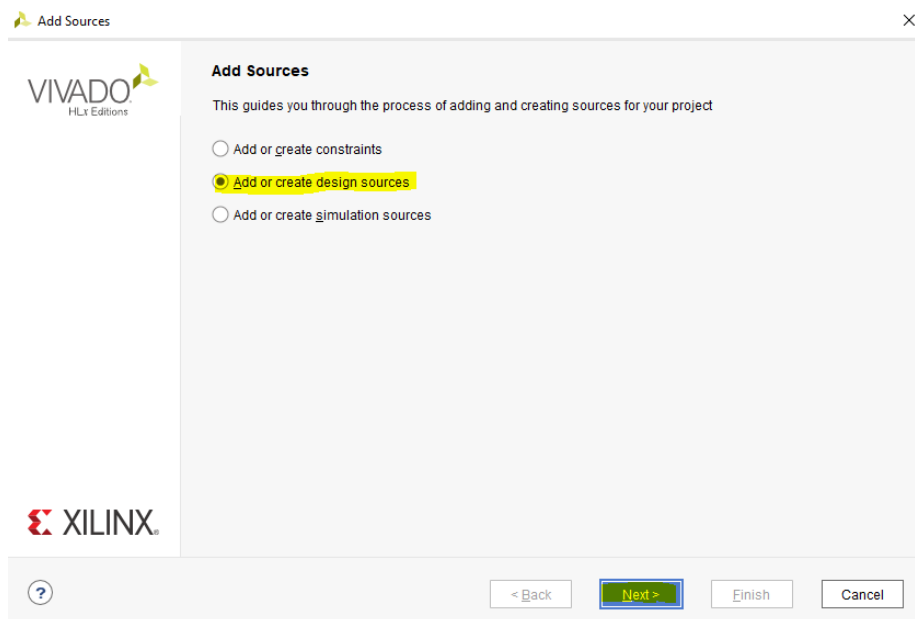 Add Sources
VIVADO.
HLx Editions
Add Sources
This guides you through the process of adding and creating sources for your project
Add or create constraints
Add or create design sources
Add or create simulation sources
XILINX®
?
< Back
Next >
Finish
Cancel